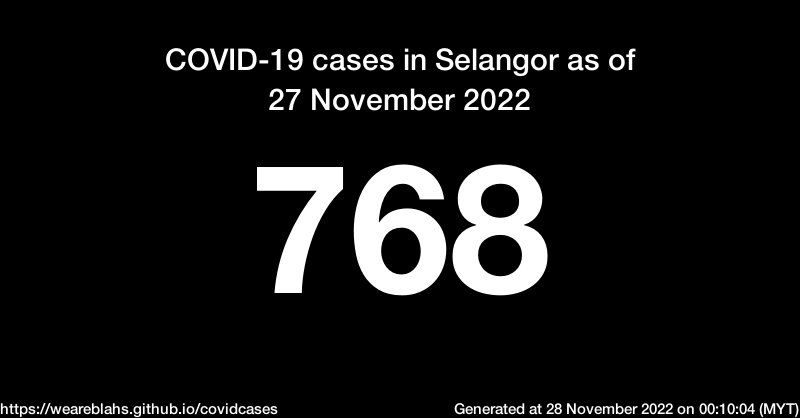 COVID-19 cases in Selangor as of
27 November 2022
768
https://weareblahs.github.io/covidcases
Generated at 28 November 2022 on 00:10:04 (MYT)